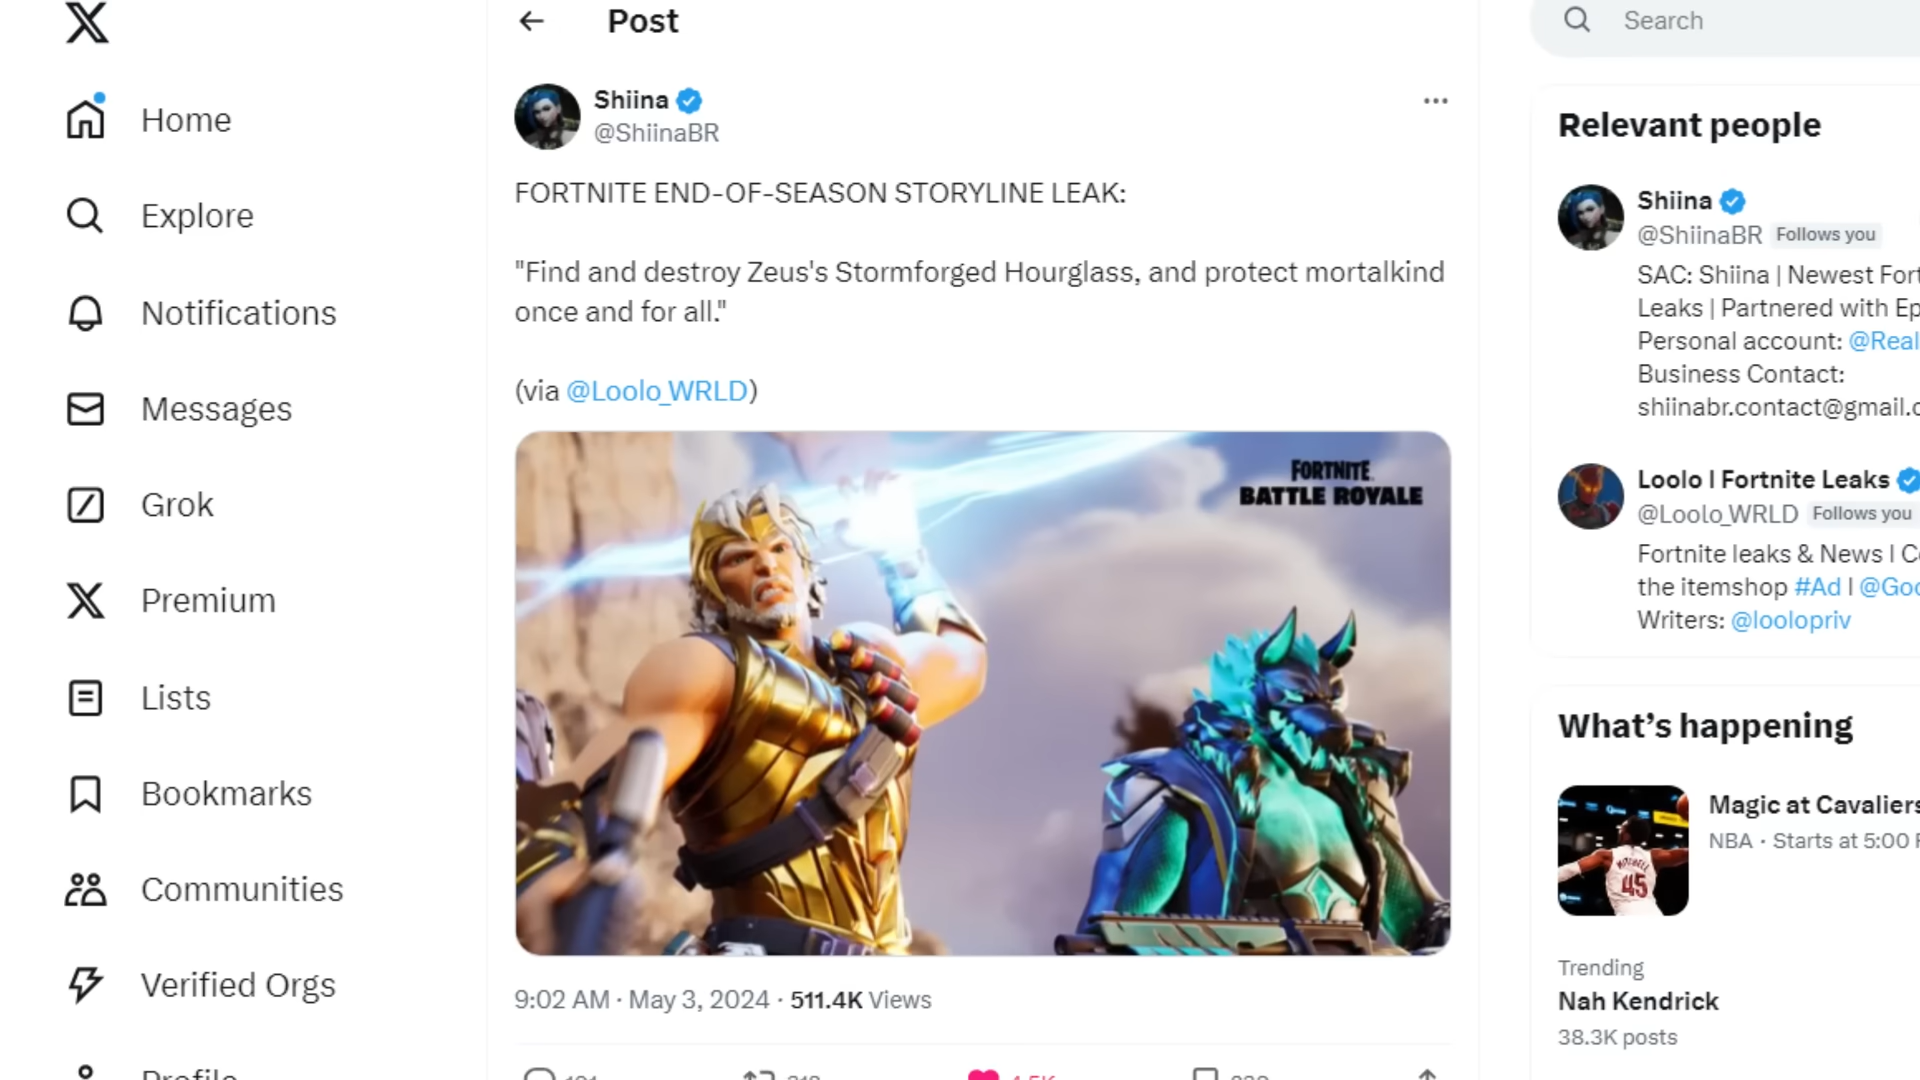 Post
Search
Home
Explore
Notifications
Messages
Grok
Premium
Lists
Bookmarks
Communities
Verified Orgs
Profile
Shiina
@ShiinaBR
FORTNITE END-OF-SEASON STORYLINE LEAK:
"Find and destroy Zeus's Stormforged Hourglass, and protect mortalkind
once and for all."
(via @Loolo_WRLD)
FORTNITE
BATTLE ROYALE
9:02 AM · May 3, 2024 · 511.4K Views
4.5K
Relevant people
Shiina
@ShiinaBR Follows you
SAC: Shiina | Newest Fort
Leaks | Partnered with Ep
Personal account: @Real
Business Contact:
shiinabr.contact@gmail.c
Loolo l Fortnite Leaks
@Loolo_WRLD Follows you
Fortnite leaks & News l C
the itemshop #Ad l @Goo
Writers: @loolopriv
What's happening
MITCHELL
45
Magic at Cavaliers
NBA · Starts at 5:00 P
Trending
Nah Kendrick
38.3K posts